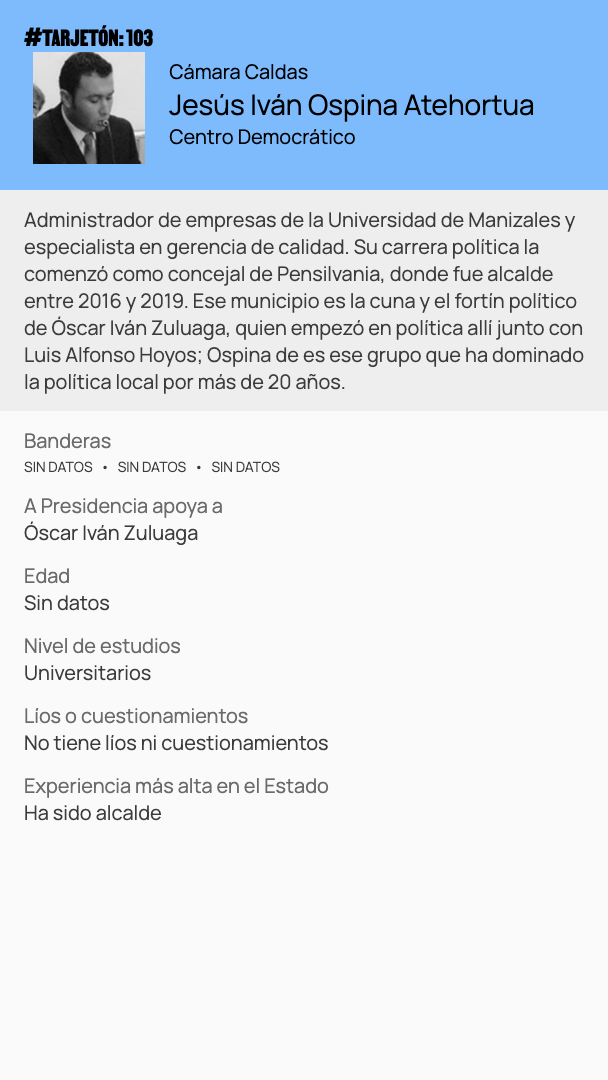 #TARJETÓN: 103
Cámara Caldas
Jesús Iván Ospina Atehortua
Centro Democrático
Administrador de empresas de la Universidad de Manizales y
especialista en gerencia de calidad. Su carrera política la
comenzó como concejal de Pensilvania, donde fue alcalde
entre 2016 y 2019. Ese municipio es la cuna y el fortín político
de Óscar Iván Zuluaga, quien empezó en política allí junto con
Luis Alfonso Hoyos; Ospina de es ese grupo que ha dominado
la política local por más de 20 años.
Banderas
SIN DATOS • SIN DATOS • SIN DATOS
A Presidencia apoya a
Óscar Iván Zuluaga
Edad
Sin datos
Nivel de estudios
Universitarios
Líos o cuestionamientos
No tiene líos ni cuestionamientos
Experiencia más alta en el Estado
Ha sido alcalde